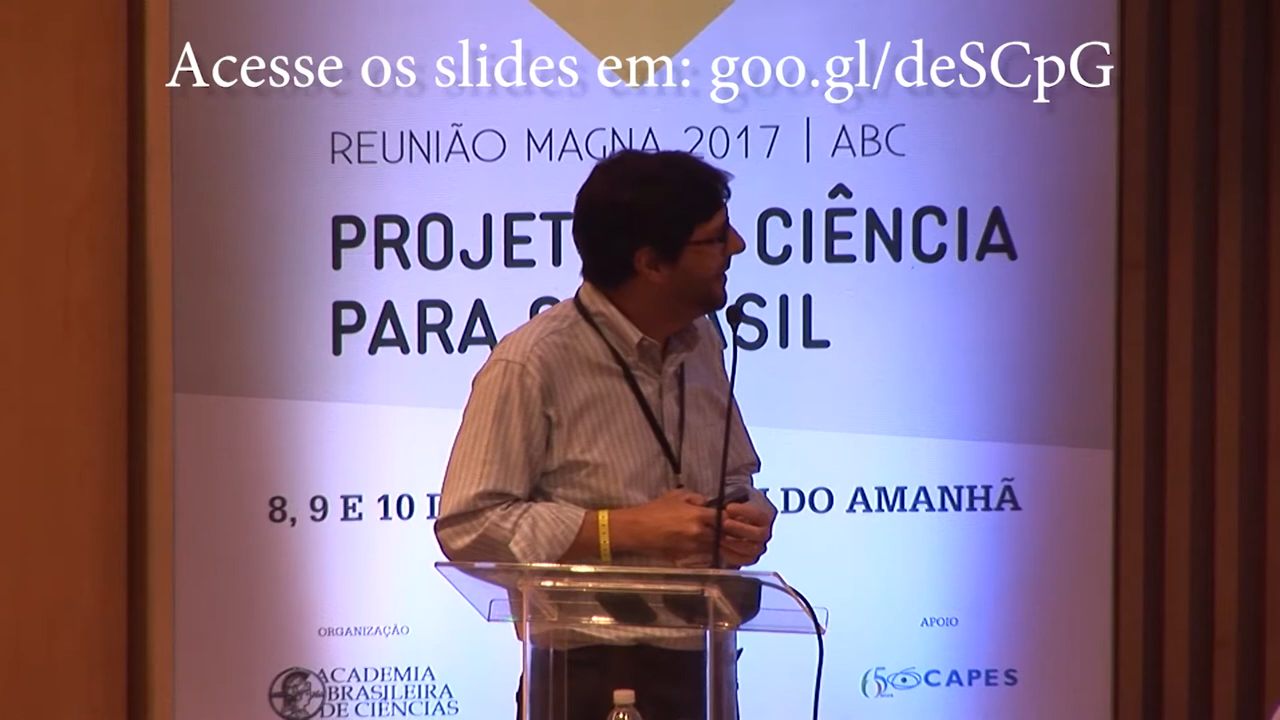 Acesse os slides em: goo.gl/deSCpG
REUNIÃO MAGNA 2017 | ABC
CIÊNCIA
PARA
8, 9 E 10
DO AMANHÃ
ORGANIZAÇÃO
APOIO
ACADEMIA
BRASILEIRA
DE CIÊNCIAS
CAPES